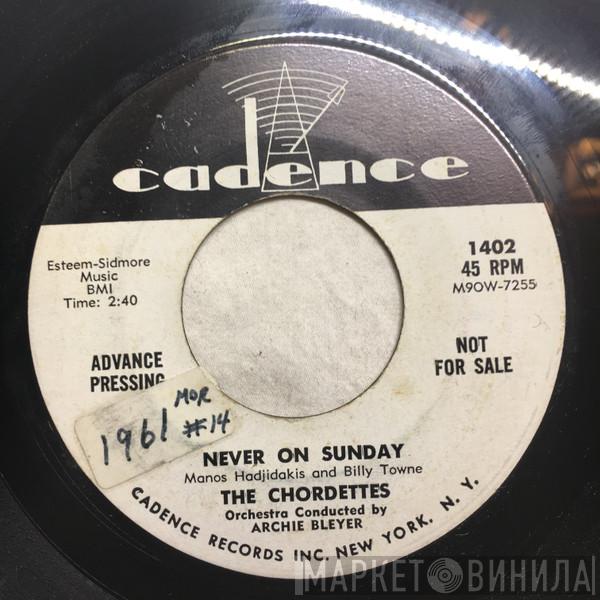 cadence
Esteem-Sidmore
Music
BMI
Time: 2:40
1402
45 RPM
M90W-7255
ADVANCE
PRESSING
NOT
FOR SALE
1961 MOR
#14
NEVER ON SUNDAY
Manos Hadjidakis and Billy Towne
THE CHORDETTES
Orchestra Conducted by
ARCHIE BLEYER
CADENCE RECORDS INC. NEW YORK, N. Y.
МАРКЕТ ВИНИЛА